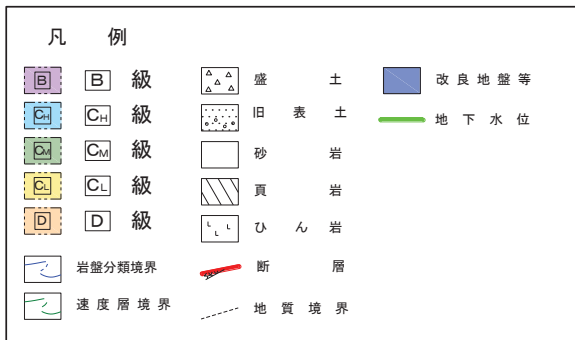 凡 例
B B 級
CH CH 級
CM CM 級
CL CL 級
D D 級
岩盤分類境界
速度層境界
盛 土
旧 表 土
砂 岩
頁 岩
ひ ん 岩
断 層
地 質 境 界
改 良 地 盤 等
地 下 水 位